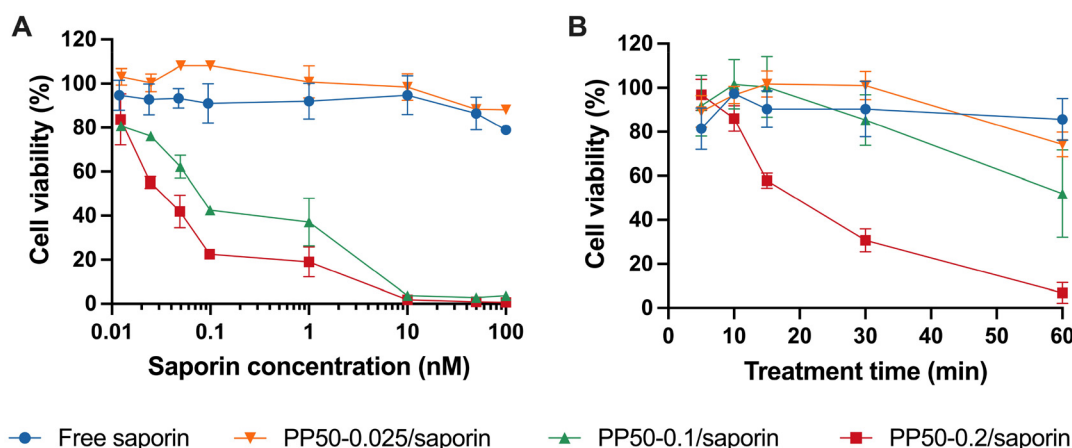 A
Cell viability (%)
120
100
80
60
40
20
0
0.01 0.1 1 10 100
Saporin concentration (nM)
B
Cell viability (%)
120
100
80
60
40
20
0
0 10 20 30 40 50 60
Treatment time (min)
Free saporin PP50-0.025/saporin PP50-0.1/saporin PP50-0.2/saporin